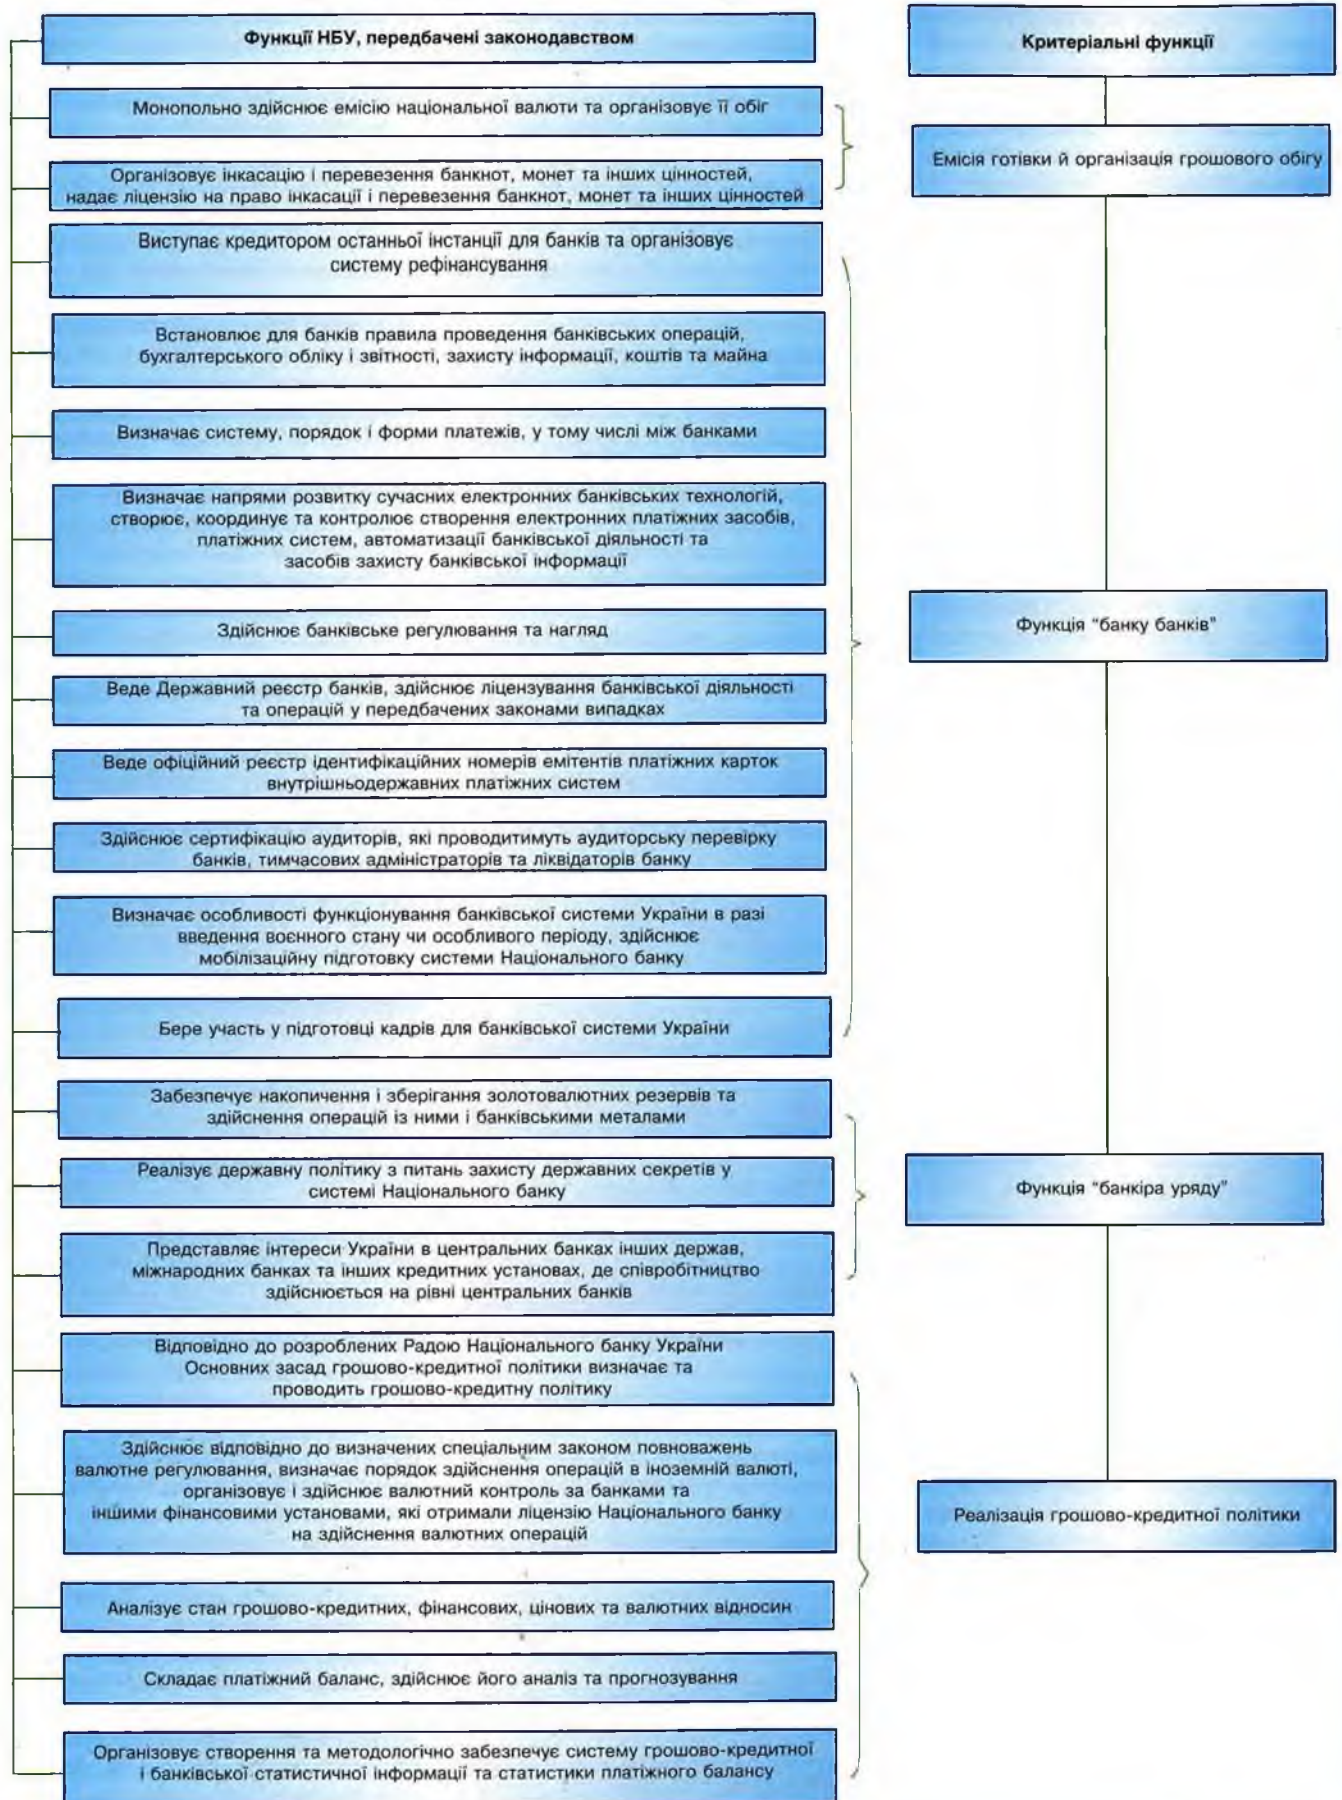 Функції НБУ, передбачені законодавством
Критеріальні функції
Монопольно здійснює емісію національної валюти та організовує її обіг
Емісія готівки й організація грошового обігу
Організовує інкасацію і перевезення банкнот, монет та інших цінностей,
надає ліцензію на право інкасації і перевезення банкнот, монет та інших цінностей
Виступає кредитором останньої інстанції для банків та організовує
систему рефінансування
Встановлює для банків правила проведення банківських операцій,
бухгалтерського обліку і звітності, захисту інформації, коштів та майна
Визначає систему, порядок і форми платежів, у тому числі між банками
Визначає напрями розвитку сучасних електронних банківських технологій,
створює, координує та контролює створення електронних платіжних засобів,
платіжних систем, автоматизації банківської діяльності та
засобів захисту банківської інформації
Здійснює банківське регулювання та нагляд
Функція "банку банків"
Веде Державний реєстр банків, здійснює ліцензування банківської діяльності
та операцій у передбачених законами випадках
Веде офіційний реєстр ідентифікаційних номерів емітентів платіжних карток
внутрішньодержавних платіжних систем
Здійснює сертифікацію аудиторів, які проводитимуть аудиторську перевірку
банків, тимчасових адміністраторів та ліквідаторів банку
Визначає особливості функціонування банківської системи України в разі
введення воєнного стану чи особливого періоду, здійснює
мобілізаційну підготовку системи Національного банку
Бере участь у підготовці кадрів для банківської системи України
Забезпечує накопичення і зберігання золотовалютних резервів та
здійснення операцій із ними і банківськими металами
Реалізує державну політику з питань захисту державних секретів у
системі Національного банку
Функція "банкіра уряду"
Представляє інтереси України в центральних банках інших держав,
міжнародних банках та інших кредитних установах, де співробітництво
здійснюється на рівні центральних банків
Відповідно до розроблених Радою Національного банку України
Основних засад грошово-кредитної політики визначає та
проводить грошово-кредитну політику
Здійснює відповідно до визначених спеціальним законом повноважень
валютне регулювання, визначає порядок здійснення операцій в іноземній валюті,
організовує і здійснює валютний контроль за банками та
іншими фінансовими установами, які отримали ліцензію Національного банку
на здійснення валютних операцій
Реалізація грошово-кредитної політики
Аналізує стан грошово-кредитних, фінансових, цінових та валютних відносин
Складає платіжний баланс, здійснює його аналіз та прогнозування
Організовує створення та методологічно забезпечує систему грошово-кредитної
і банківської статистичної інформації та статистики платіжного балансу